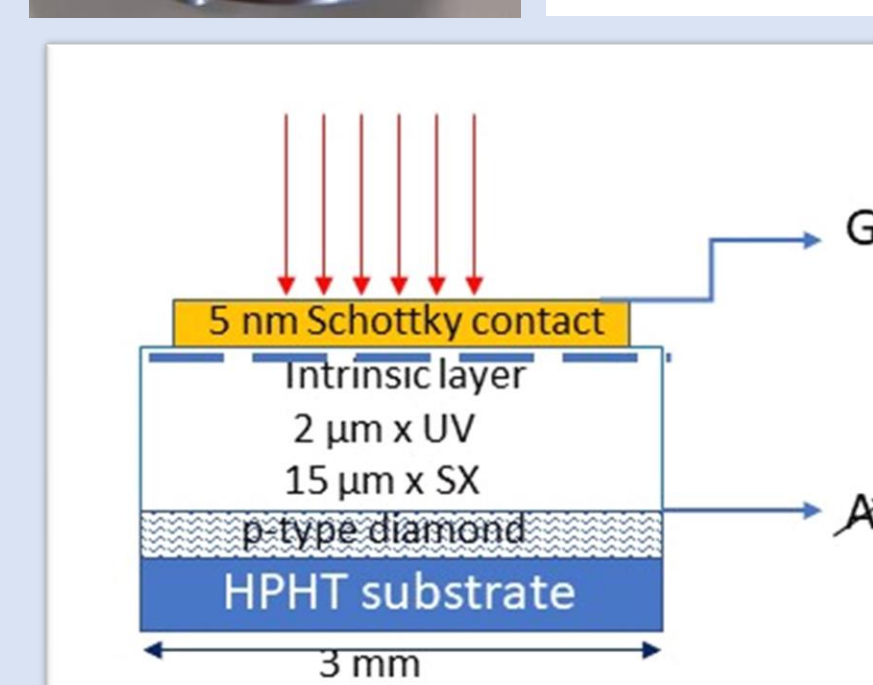 G
5 nm Schottky contact
Intrinsic layer
2 µm x UV
15 µm x SX
A
p-type diamond
HPHT substrate
3 mm